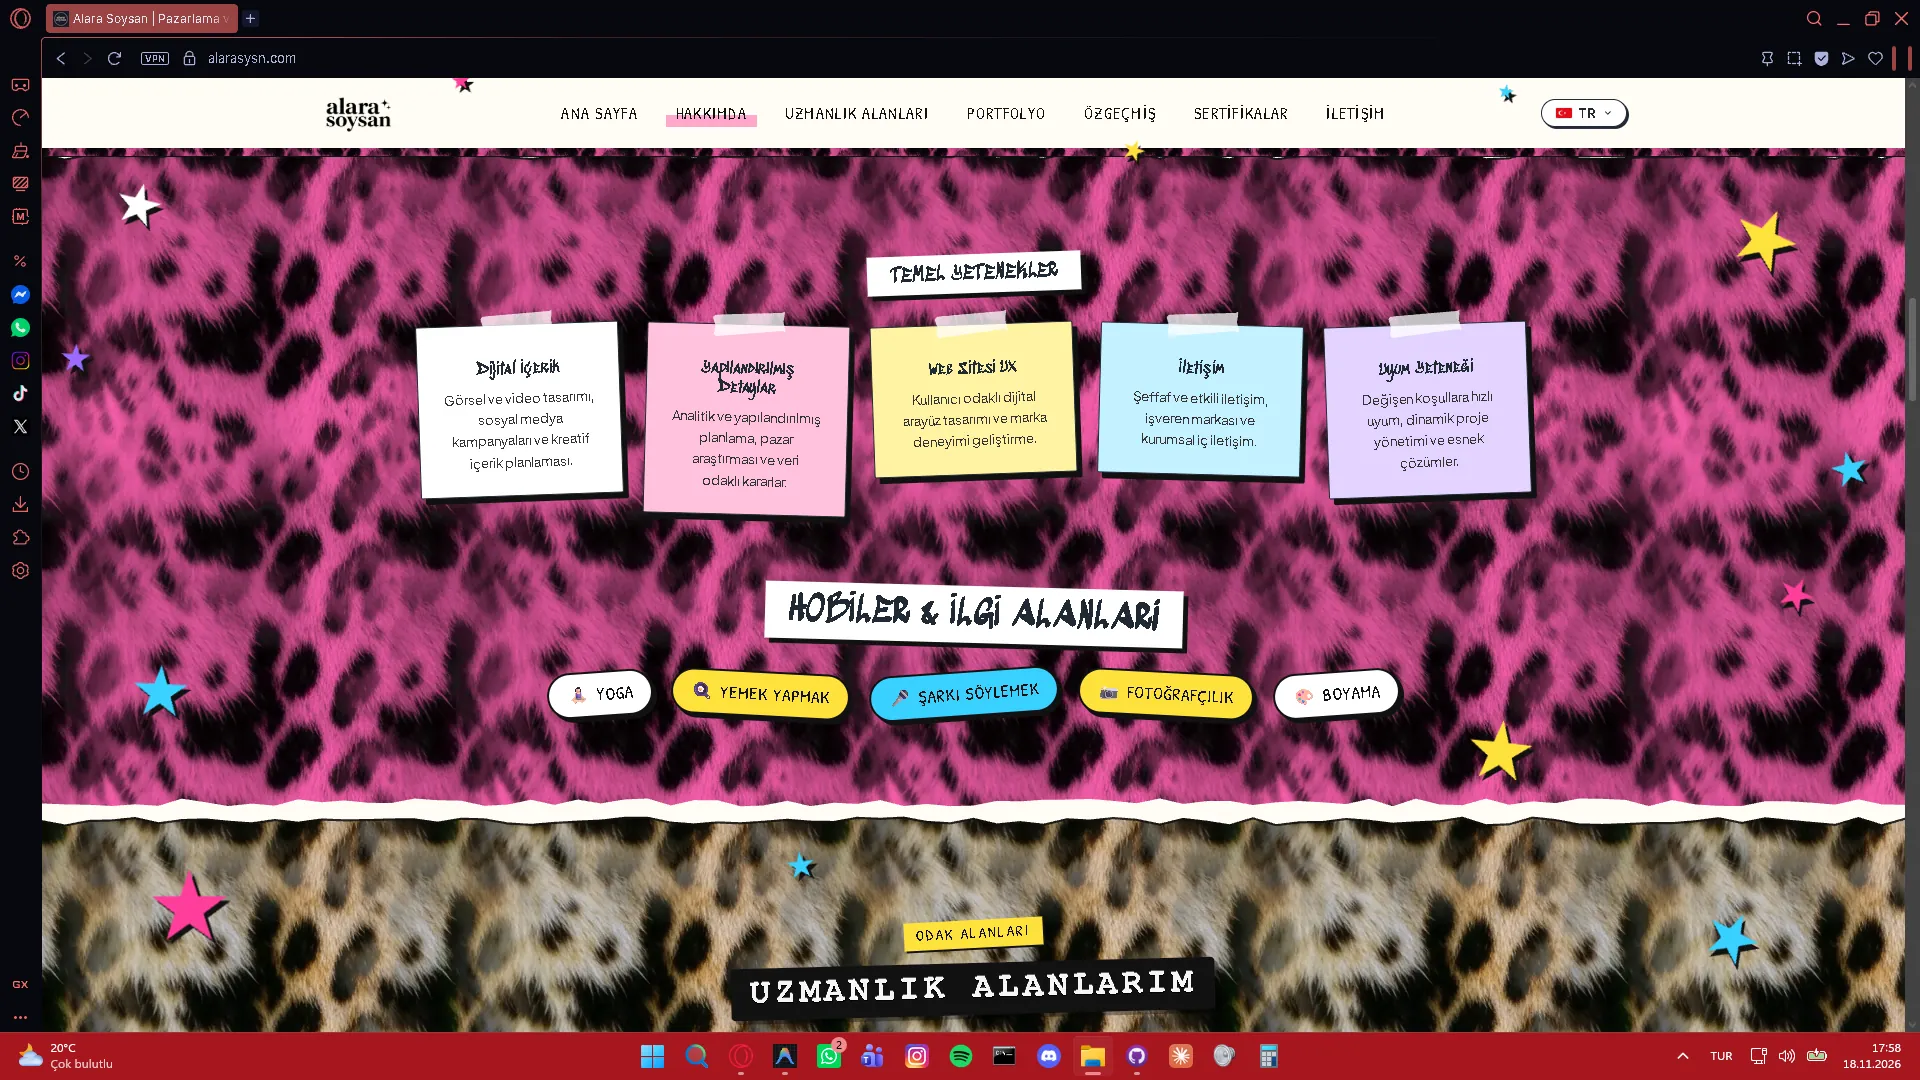 Alara Soysan | Pazarlama v
VPN
alarasysn.com
alara
soysan
ANA SAYFA
HAKKIMDA
UZMANLIK ALANLARI
PORTFOLYO
ÖZGEÇMİŞ
SERTİFİKALAR
İLETİŞİM
TR
TEMEL YETENEKLER
Dijital İçerik
Görsel ve video tasarımı,
sosyal medya
kampanyaları ve kreatif
içerik planlaması.
Yapılandırılmış
Detaylar
Analitik ve yapılandırılmış
planlama, pazar
araştırması ve veri
odaklı kararlar.
Web Sitesi UX
Kullanıcı odaklı dijital
arayüz tasarımı ve marka
deneyimi geliştirme.
İletişim
Şeffaf ve etkili iletişim,
işveren markası ve
kurumsal iç iletişim.
Uyum Yeteneği
Değişen koşullara hızlı
uyum, dinamik proje
yönetimi ve esnek
çözümler.
HOBİLER & İLGİ ALANLARI
YOGA
YEMEK YAPMAK
ŞARKI SÖYLEMEK
FOTOĞRAFÇILIK
BOYAMA
ODAK ALANLARI
UZMANLIK ALANLARIM
GX
20°C
Çok bulutlu
2
TUR
17:58
18.11.2026